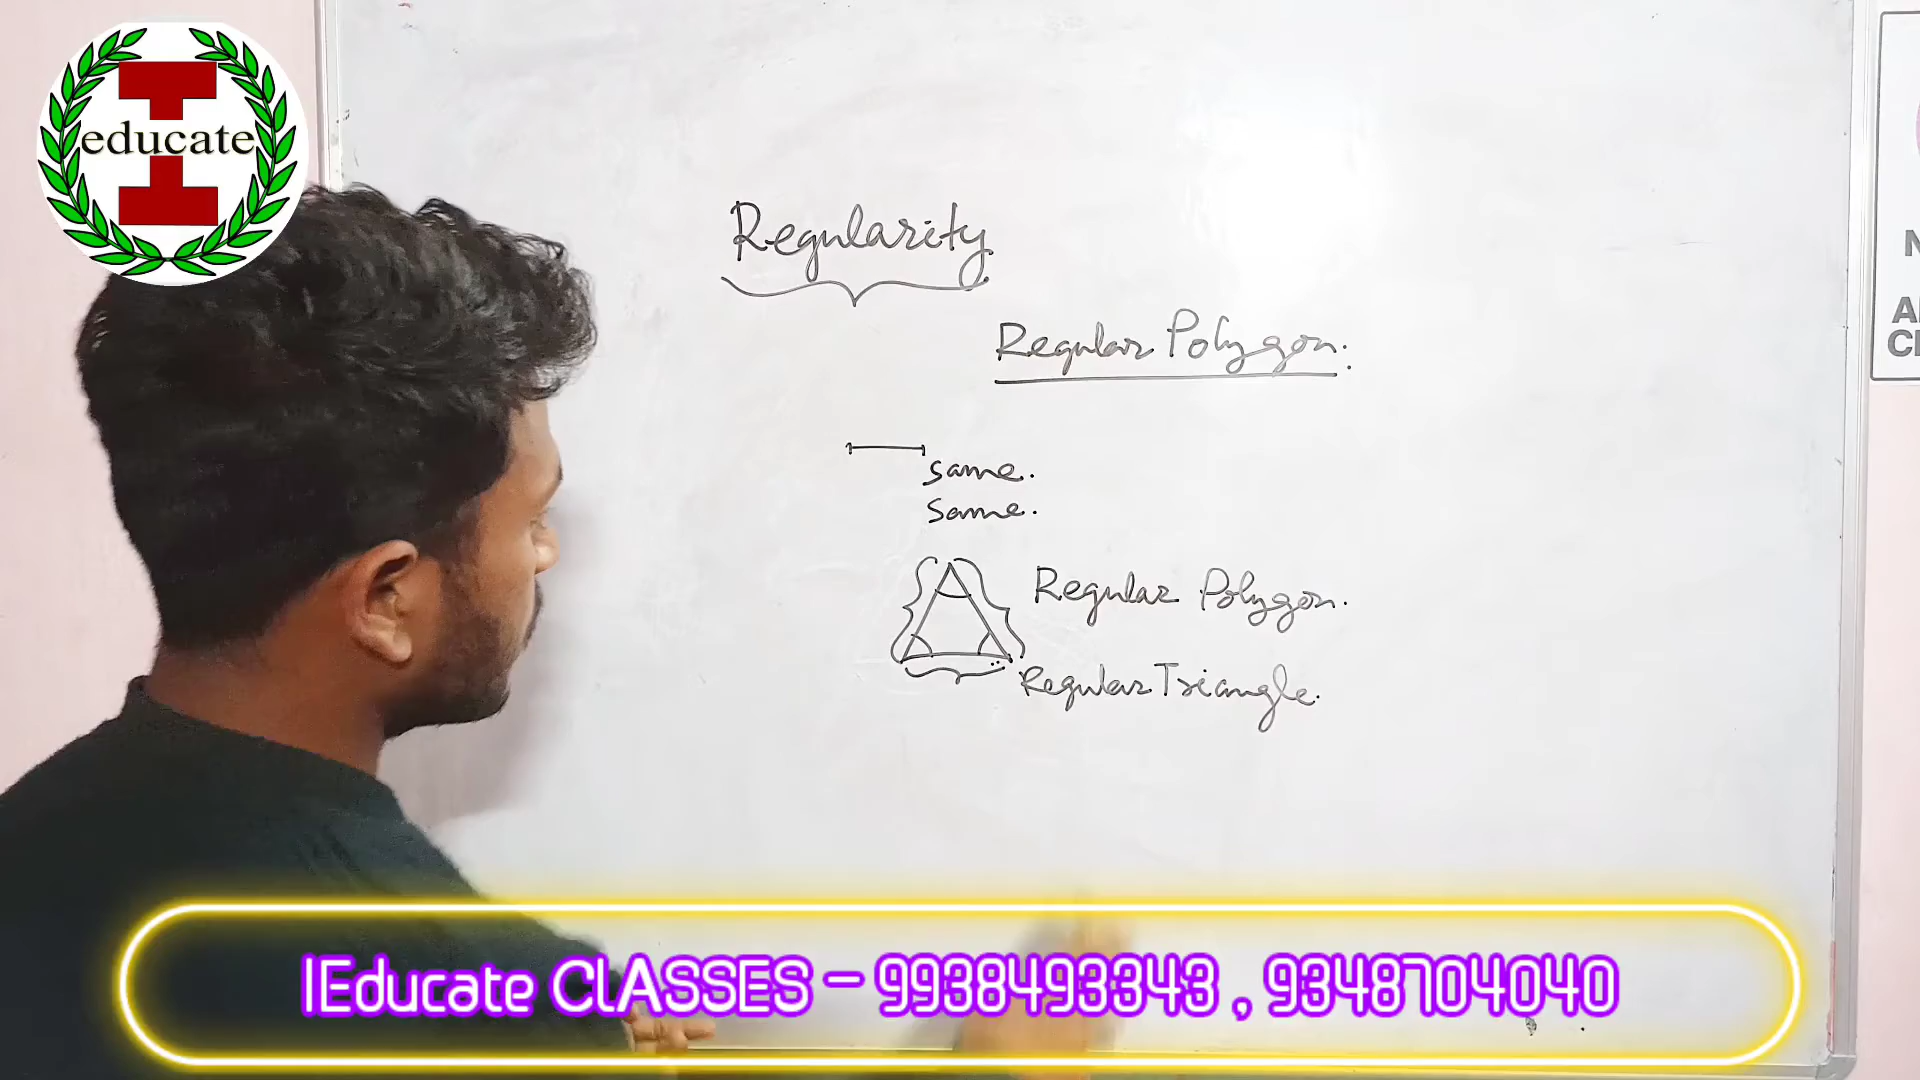 I
educate
Regularity
Regular Polygon.
same.
same.
Regular Polygon.
Regular Triangle.
IEducate ClASSES – 9938493343 , 9348704040